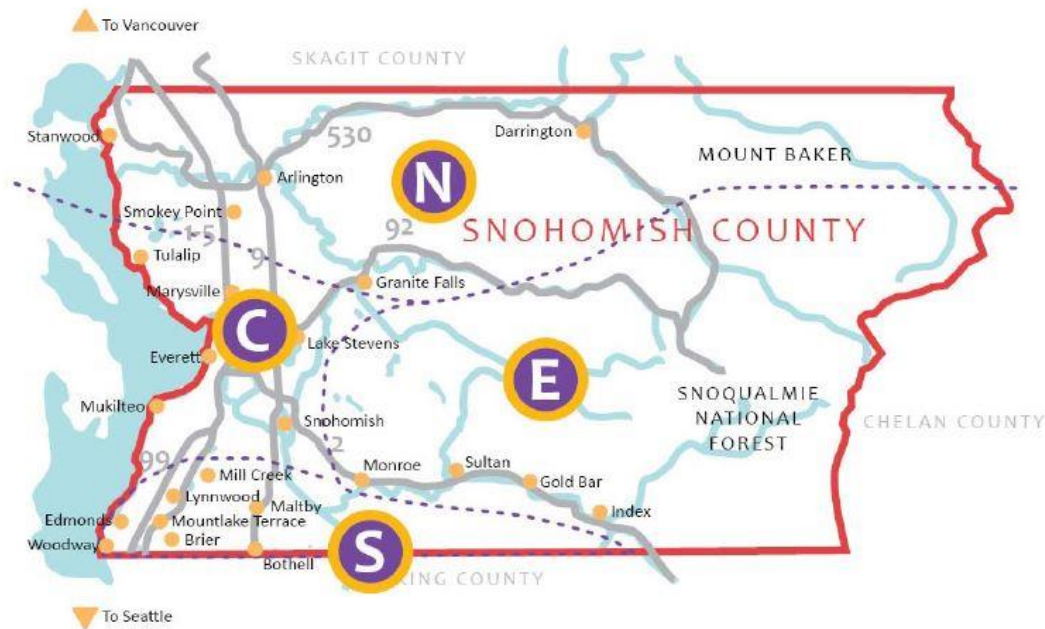 To Vancouver
SKAGIT COUNTY
Stanwood
530
Darrington
MOUNT BAKER
Arlington
N
Smokey Point
92
SNOHOMISH COUNTY
1-5
9
Tulalip
Granite Falls
Marysville
C
Lake Stevens
Everett
E
SNOQUALMIE
NATIONAL
FOREST
Mukilteo
CHELAN COUNTY
Snohomish
2
99
Mill Creek
Monroe
Sultan
Gold Bar
Lynnwood
Maltby
Index
Edmonds
Mountlake Terrace
Woodway
Brier
S
Bothell
KING COUNTY
To Seattle